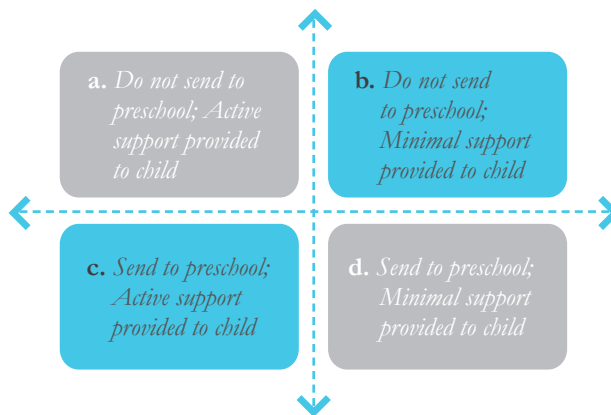 a. Do not send to
preschool; Active
support provided
to child
b. Do not send
to preschool;
Minimal support
provided to child
c. Send to preschool;
Active support
provided to child
d. Send to preschool;
Minimal support
provided to child